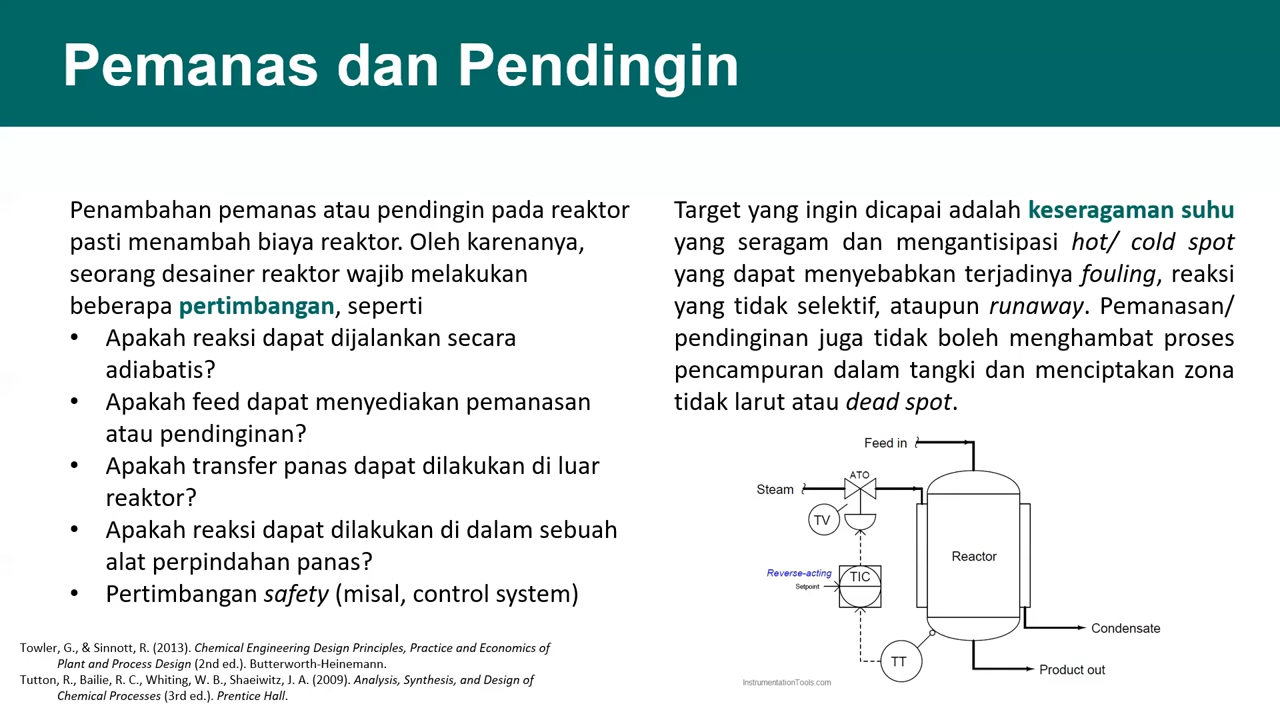 Pemanas dan Pendingin
Penambahan pemanas atau pendingin pada reaktor
pasti menambah biaya reaktor. Oleh karenanya,
seorang desainer reaktor wajib melakukan
beberapa pertimbangan, seperti
• Apakah reaksi dapat dijalankan secara
adiabatis?
• Apakah feed dapat menyediakan pemanasan
atau pendinginan?
• Apakah transfer panas dapat dilakukan di luar
reaktor?
• Apakah reaksi dapat dilakukan di dalam sebuah
alat perpindahan panas?
• Pertimbangan safety (misal, control system)
Towler, G., & Sinnott, R. (2013). Chemical Engineering Design Principles, Practice and Economics of
Plant and Process Design (2nd ed.). Butterworth-Heinemann.
Tutton, R., Bailie, R. C., Whiting, W. B., Shaeiwitz, J. A. (2009). Analysis, Synthesis, and Design of
Chemical Processes (3rd ed.). Prentice Hall.
Target yang ingin dicapai adalah keseragaman suhu
yang seragam dan mengantisipasi hot/ cold spot
yang dapat menyebabkan terjadinya fouling, reaksi
yang tidak selektif, ataupun runaway. Pemanasan/
pendinginan juga tidak boleh menghambat proses
pencampuran dalam tangki dan menciptakan zona
tidak larut atau dead spot.
Feed in
ATO
Steam
TV
Reactor
Reverse-acting
TIC
Setpoint
Condensate
TT
Product out
InstrumentationTools.com